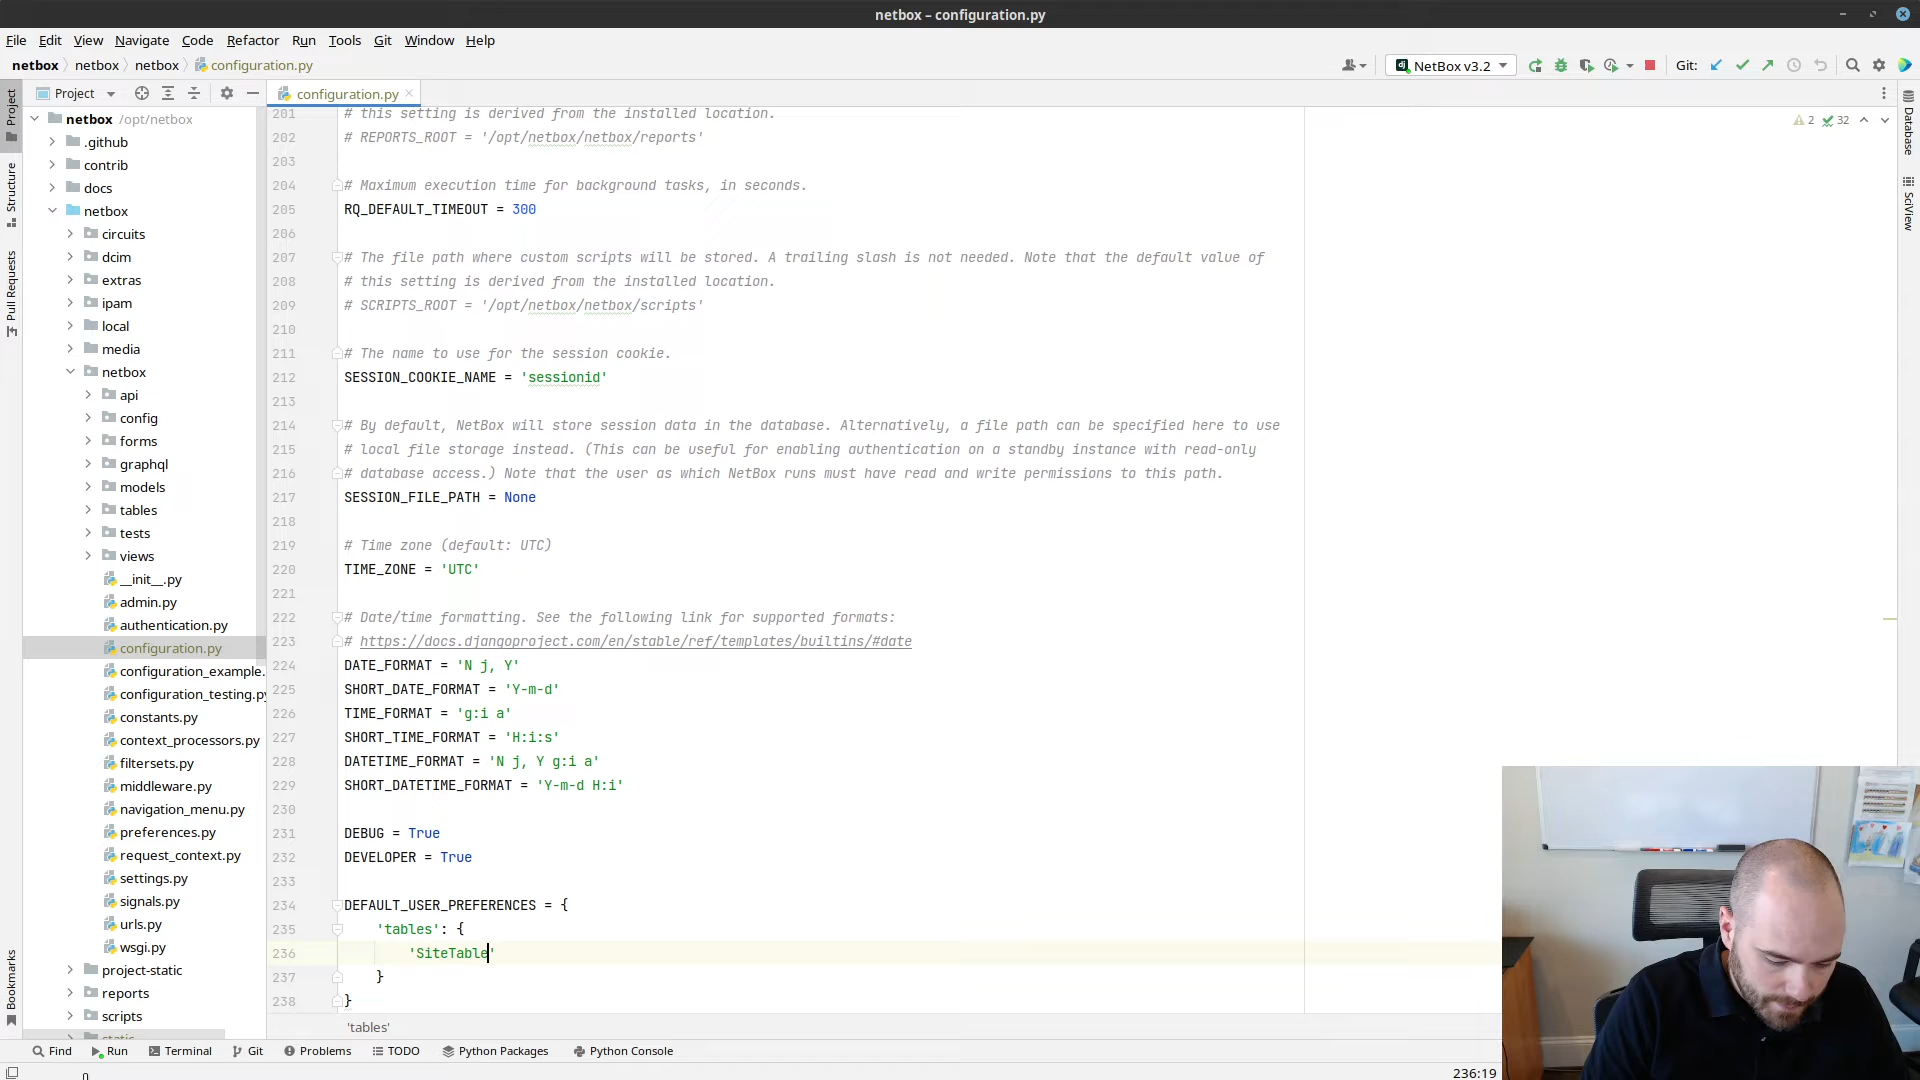 netbox – configuration.py
File Edit View Navigate Code Refactor Run Tools Git Window Help
netbox netbox netbox configuration.py
NetBox v3.2
Git:
Project
configuration.py
Project
Structure
Pull Requests
Bookmarks
Database
SciView
netbox /opt/netbox
.github
contrib
docs
netbox
circuits
dcim
extras
ipam
local
media
netbox
api
config
forms
graphql
models
tables
tests
views
__init__.py
admin.py
authentication.py
configuration.py
configuration_example.
configuration_testing.py
constants.py
context_processors.py
filtersets.py
middleware.py
navigation_menu.py
preferences.py
request_context.py
settings.py
signals.py
urls.py
wsgi.py
project-static
reports
scripts
static
2 32
201 # this setting is derived from the installed location.
202 # REPORTS_ROOT = '/opt/netbox/netbox/reports'
203
204 # Maximum execution time for background tasks, in seconds.
205 RQ_DEFAULT_TIMEOUT = 300
206
207 # The file path where custom scripts will be stored. A trailing slash is not needed. Note that the default value of
208 # this setting is derived from the installed location.
209 # SCRIPTS_ROOT = '/opt/netbox/netbox/scripts'
210
211 # The name to use for the session cookie.
212 SESSION_COOKIE_NAME = 'sessionid'
213
214 # By default, NetBox will store session data in the database. Alternatively, a file path can be specified here to use
215 # local file storage instead. (This can be useful for enabling authentication on a standby instance with read-only
216 # database access.) Note that the user as which NetBox runs must have read and write permissions to this path.
217 SESSION_FILE_PATH = None
218
219 # Time zone (default: UTC)
220 TIME_ZONE = 'UTC'
221
222 # Date/time formatting. See the following link for supported formats:
223 # https://docs.djangoproject.com/en/stable/ref/templates/builtins/#date
224 DATE_FORMAT = 'N j, Y'
225 SHORT_DATE_FORMAT = 'Y-m-d'
226 TIME_FORMAT = 'g:i a'
227 SHORT_TIME_FORMAT = 'H:i:s'
228 DATETIME_FORMAT = 'N j, Y g:i a'
229 SHORT_DATETIME_FORMAT = 'Y-m-d H:i'
230
231 DEBUG = True
232 DEVELOPER = True
233
234 DEFAULT_USER_PREFERENCES = {
235 'tables': {
236 'SiteTable'
237 }
238 }
'tables'
Find Run Terminal Git Problems TODO Python Packages Python Console
236:19